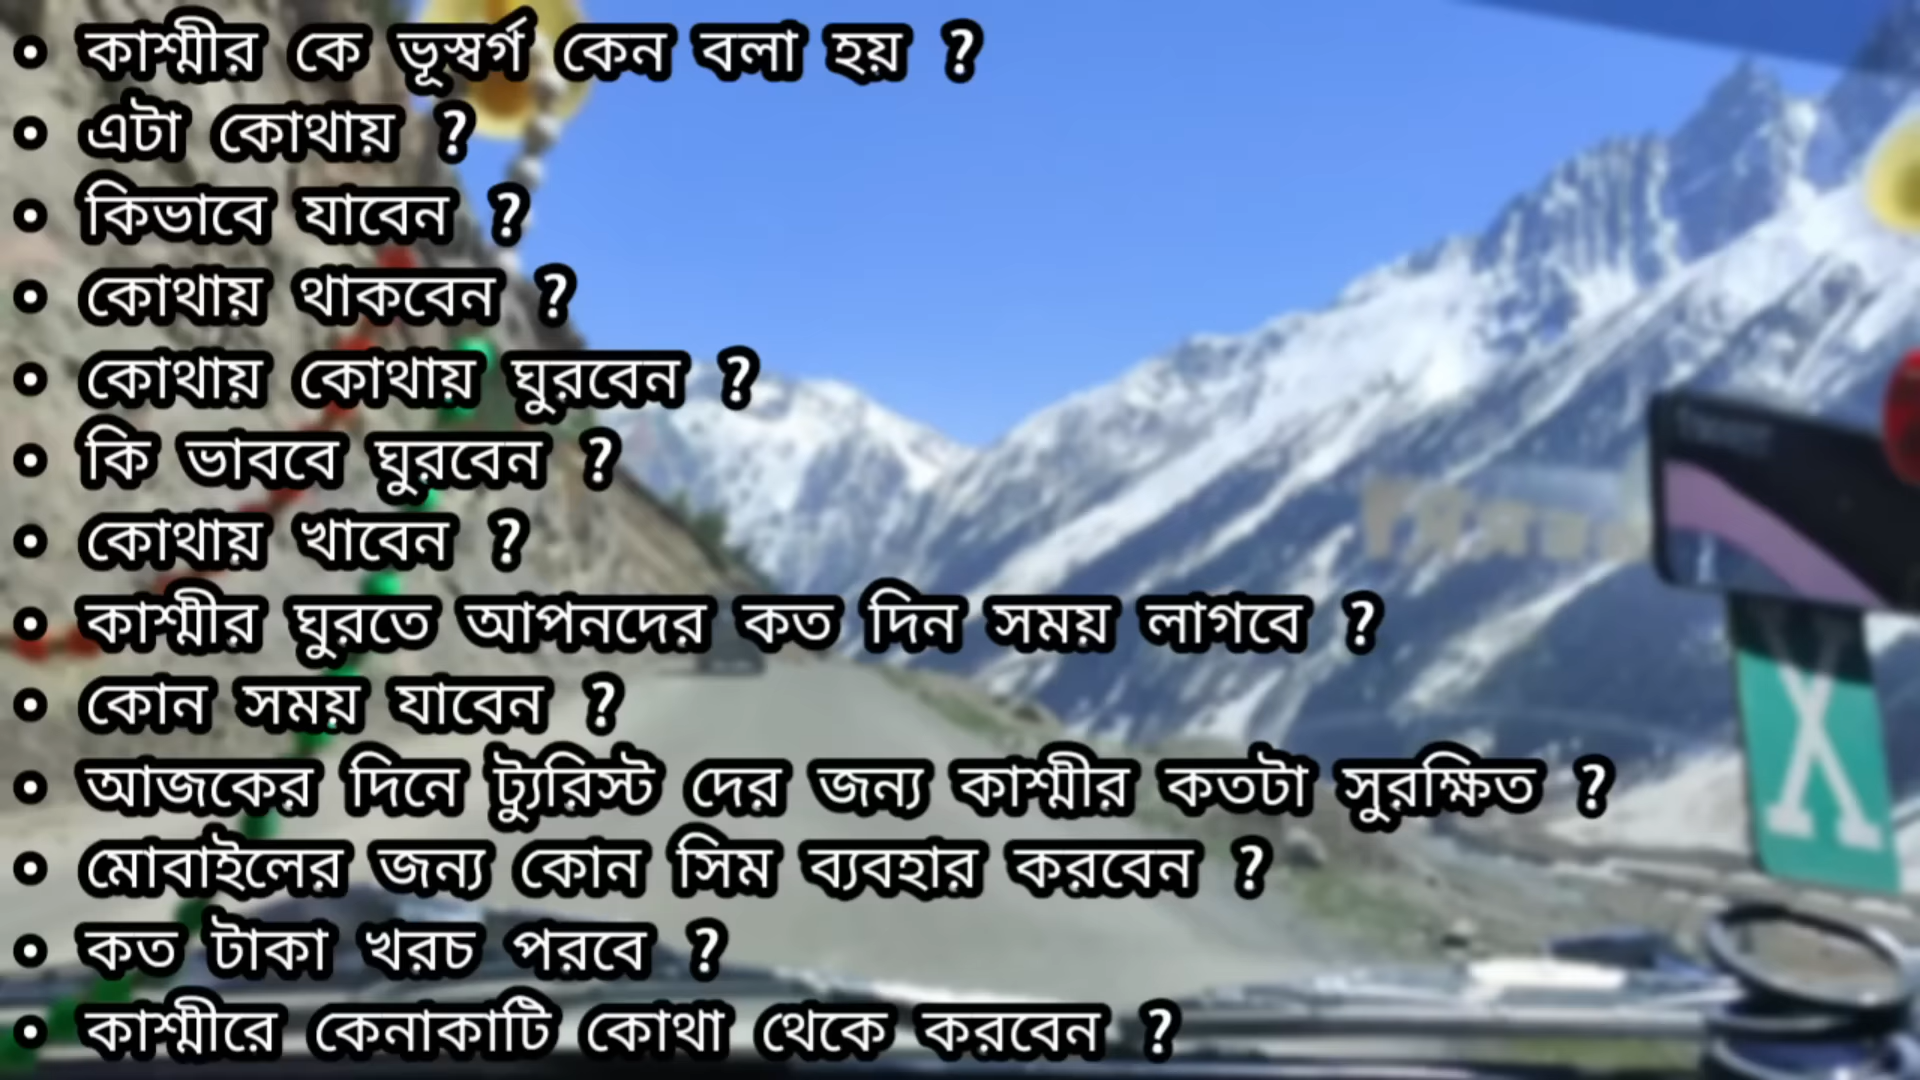 • কাশ্মীর কে ভূস্বর্গ কেন বলা হয় ?
• এটা কোথায় ?
• কিভাবে যাবেন ?
• কোথায় থাকবেন ?
• কোথায় কোথায় ঘুরবেন ?
• কি ভাববে ঘুরবেন ?
• কোথায় খাবেন ?
• কাশ্মীর ঘুরতে আপনদের কত দিন সময় লাগবে ?
• কোন সময় যাবেন ?
• আজকের দিনে ট্যুরিস্ট দের জন্য কাশ্মীর কতটা সুরক্ষিত ?
• মোবাইলের জন্য কোন সিম ব্যবহার করবেন ?
• কত টাকা খরচ পরবে ?
• কাশ্মীরে কেনাকাটি কোথা থেকে করবেন ?